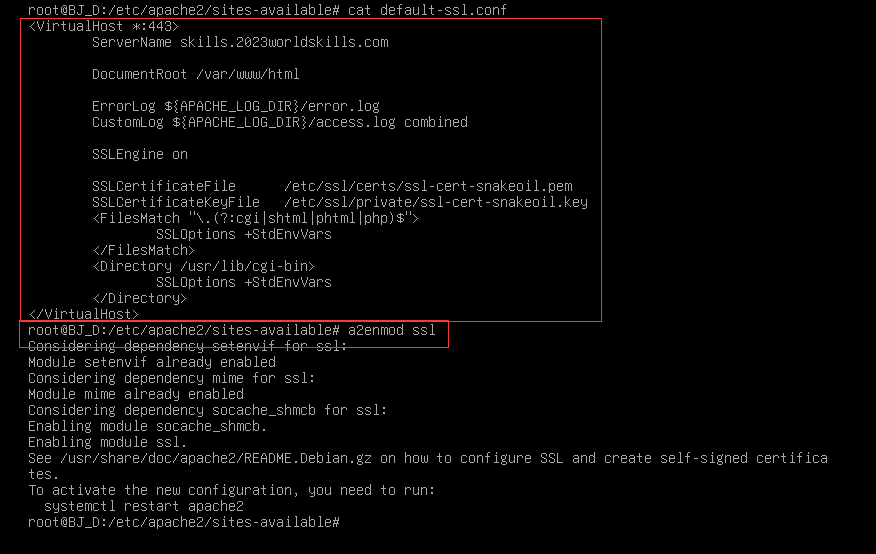 root@BJ_D:/etc/apache2/sites-available# cat default-ssl.conf
<VirtualHost *:443>
        ServerName skills.2023worldskills.com

        DocumentRoot /var/www/html

        ErrorLog ${APACHE_LOG_DIR}/error.log
        CustomLog ${APACHE_LOG_DIR}/access.log combined

        SSLEngine on

        SSLCertificateFile      /etc/ssl/certs/ssl-cert-snakeoil.pem
        SSLCertificateKeyFile   /etc/ssl/private/ssl-cert-snakeoil.key
        <FilesMatch "\.(?:cgi|shtml|phtml|php)$">
                SSLOptions +StdEnvVars
        </FilesMatch>
        <Directory /usr/lib/cgi-bin>
                SSLOptions +StdEnvVars
        </Directory>
</VirtualHost>
root@BJ_D:/etc/apache2/sites-available# a2enmod ssl
Considering dependency setenvif for ssl:
Module setenvif already enabled
Considering dependency mime for ssl:
Module mime already enabled
Considering dependency socache_shmcb for ssl:
Enabling module socache_shmcb.
Enabling module ssl.
See /usr/share/doc/apache2/README.Debian.gz on how to configure SSL and create self-signed certifica
tes.
To activate the new configuration, you need to run:
  systemctl restart apache2
root@BJ_D:/etc/apache2/sites-available#